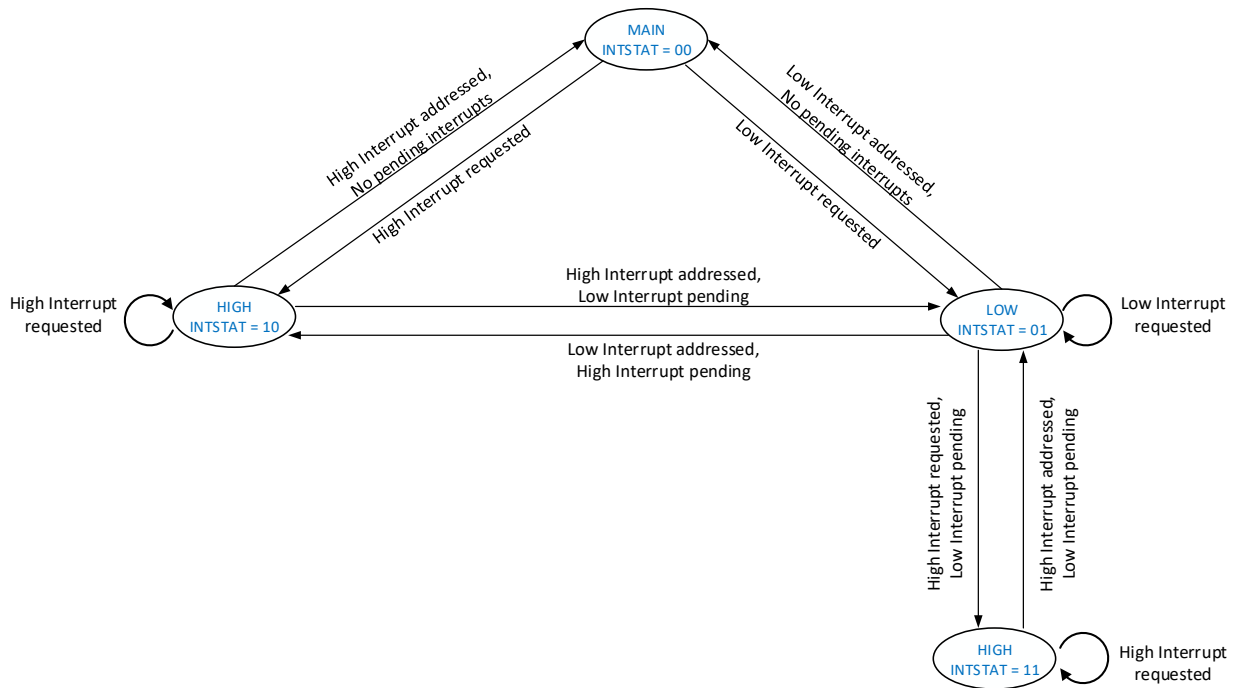 MAIN
INTSTAT = 00
High Interrupt addressed,
No pending interrupts
High Interrupt requested
Low Interrupt requested
Low Interrupt addressed,
No pending interrupts
High Interrupt
requested
HIGH
INTSTAT = 10
High Interrupt addressed,
Low Interrupt pending
Low Interrupt addressed,
High Interrupt pending
LOW
INTSTAT = 01
Low Interrupt
requested
High Interrupt requested,
Low Interrupt pending
High Interrupt addressed,
Low Interrupt pending
HIGH
INTSTAT = 11
High Interrupt
requested